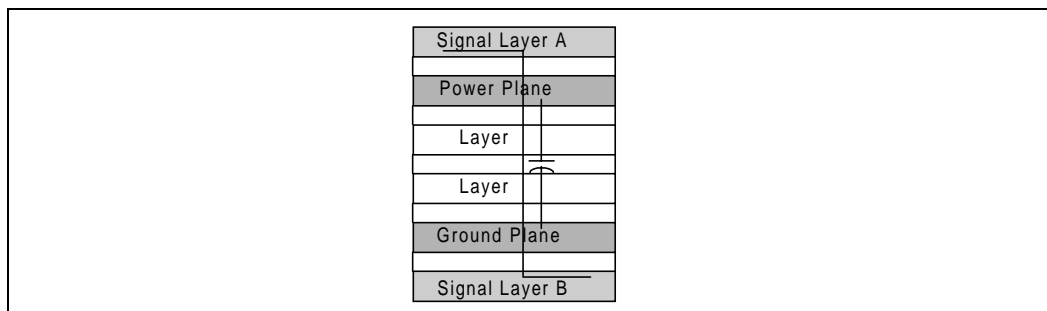 Signal Layer A
Power Plane
Layer
Layer
Ground Plane
Signal Layer B